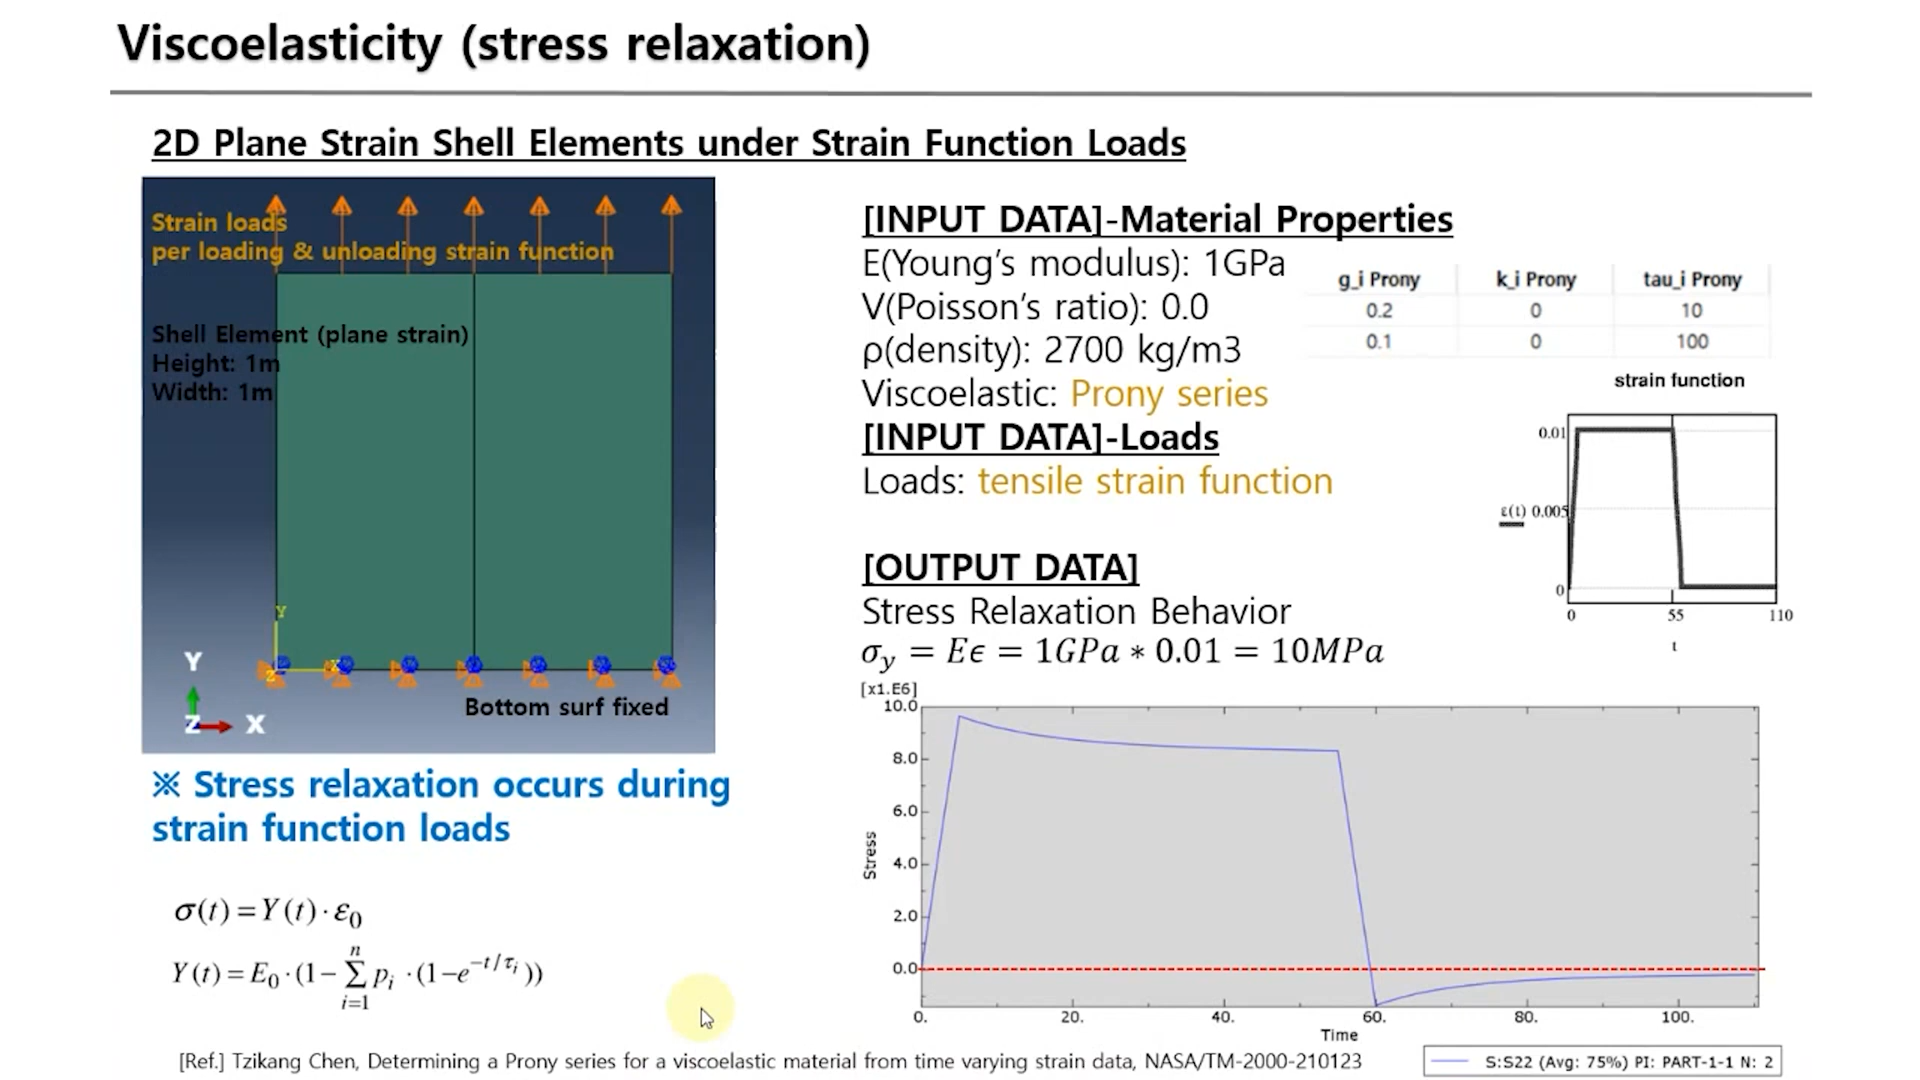 Viscoelasticity (stress relaxation)
2D Plane Strain Shell Elements under Strain Function Loads
Strain loads
per loading & unloading strain function
Shell Element (plane strain)
Height: 1m
Width: 1m
Y
X
Z
Y
Z
X
Bottom surf fixed
※ Stress relaxation occurs during
strain function loads
σ(t) = Y(t) · ε₀
Y(t) = E₀ · (1− ∑ⁿᵢ₌₁ pᵢ · (1−e^(−t/τᵢ)))
[INPUT DATA]-Material Properties
E(Young's modulus): 1GPa
V(Poisson's ratio): 0.0
ρ(density): 2700 kg/m3
Viscoelastic: Prony series
g_i Prony k_i Prony tau_i Prony
0.2 0 10
0.1 0 100
[INPUT DATA]-Loads
Loads: tensile strain function
strain function
0.01
ε(t) 0.005
0
0 55 110
t
[OUTPUT DATA]
Stress Relaxation Behavior
σy = Eϵ = 1GPa ∗ 0.01 = 10MPa
[x1.E6]
10.0
8.0
6.0
4.0
2.0
0.0
Stress
0. 20. 40. 60. 80. 100.
Time
S:S22 (Avg: 75%) PI: PART-1-1 N: 2
[Ref.] Tzikang Chen, Determining a Prony series for a viscoelastic material from time varying strain data, NASA/TM-2000-210123